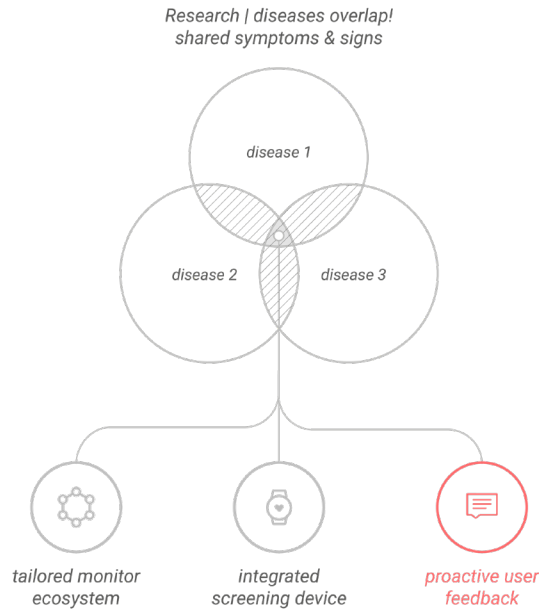 Research | diseases overlap!
shared symptoms & signs
disease 1
disease 2
disease 3
tailored monitor
ecosystem
integrated
screening device
proactive user
feedback